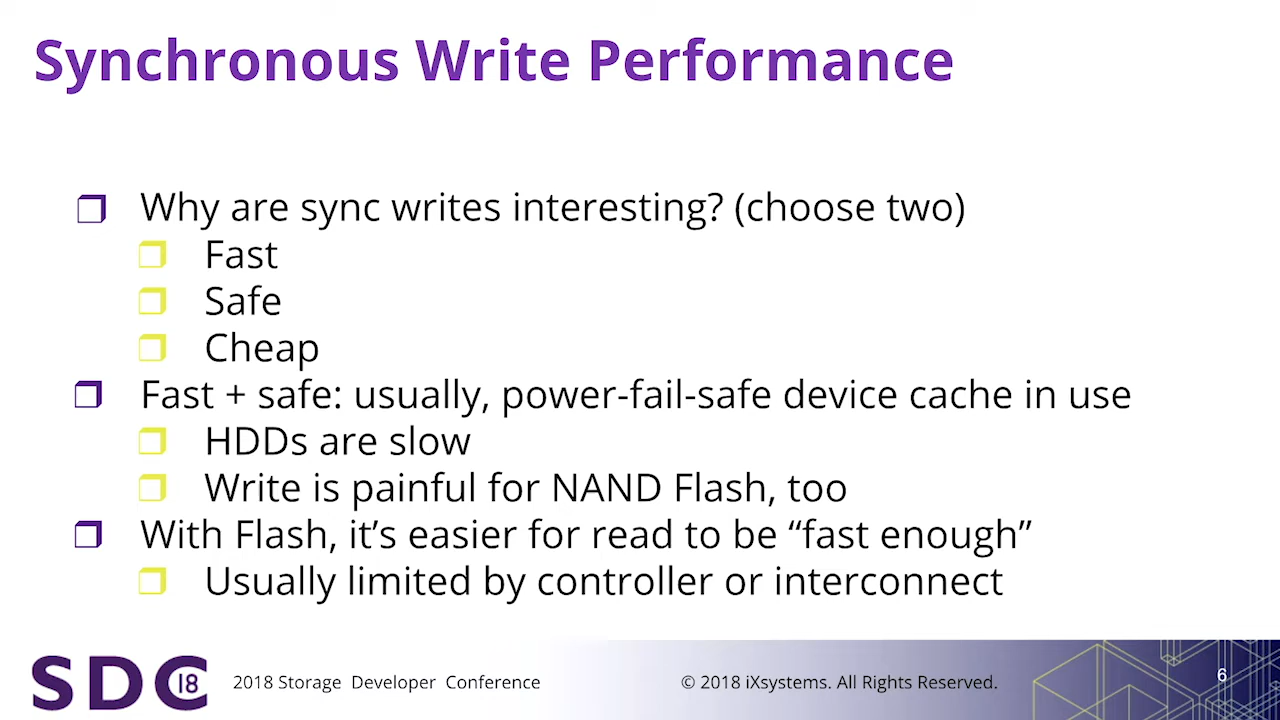 Synchronous Write Performance
Why are sync writes interesting? (choose two)
Fast
Safe
Cheap
Fast + safe: usually, power-fail-safe device cache in use
HDDs are slow
Write is painful for NAND Flash, too
With Flash, it’s easier for read to be “fast enough”
Usually limited by controller or interconnect
SDC 18
2018 Storage Developer Conference
© 2018 iXsystems. All Rights Reserved.
6